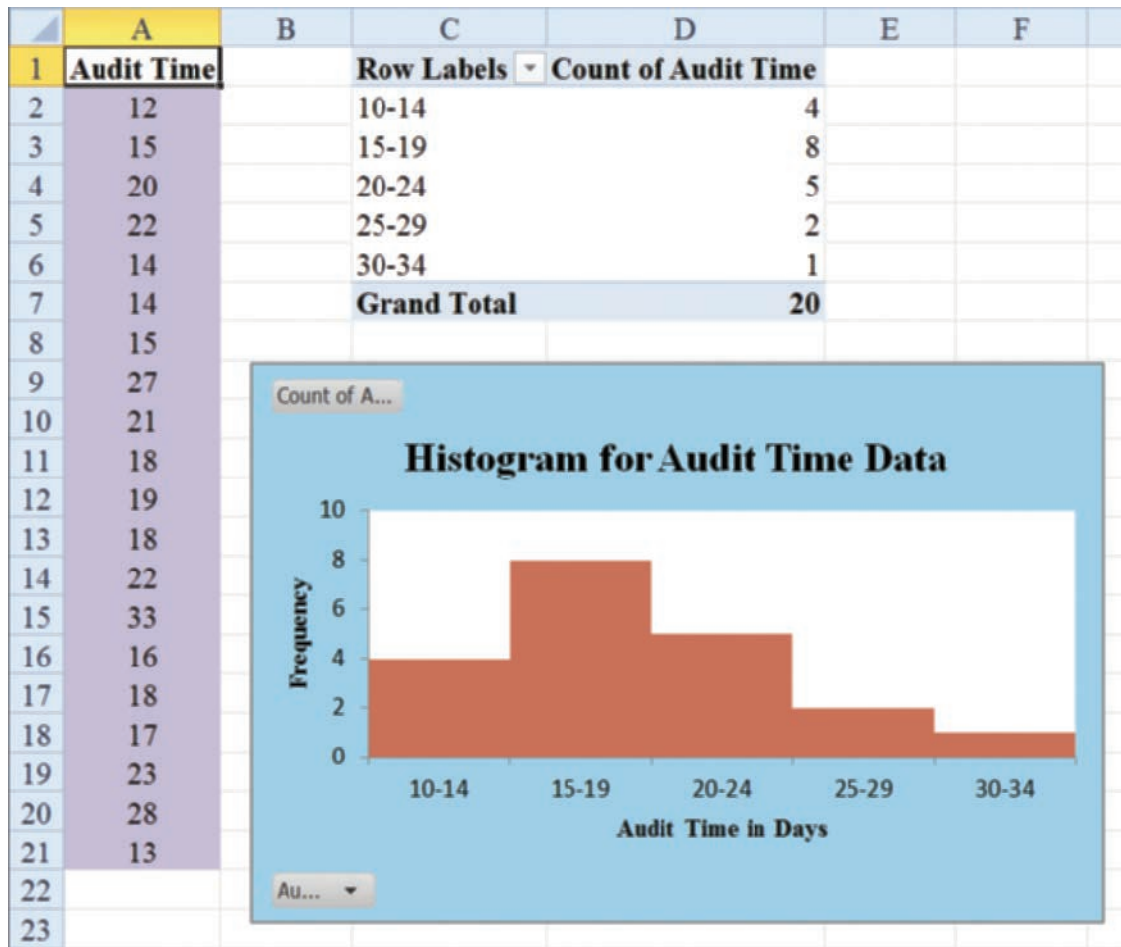 A B C D E F
1 Audit Time Row Labels Count of Audit Time
2 12 10-14 4
3 15 15-19 8
4 20 20-24 5
5 22 25-29 2
6 14 30-34 1
7 14 Grand Total 20
8 15
9 27
10 21
11 18
12 19
13 18
14 22
15 33
16 16
17 18
18 17
19 23
20 28
21 13
22
23
Count of A...
Histogram for Audit Time Data
Frequency
10
8
6
4
2
0
10-14 15-19 20-24 25-29 30-34
Audit Time in Days
Au...